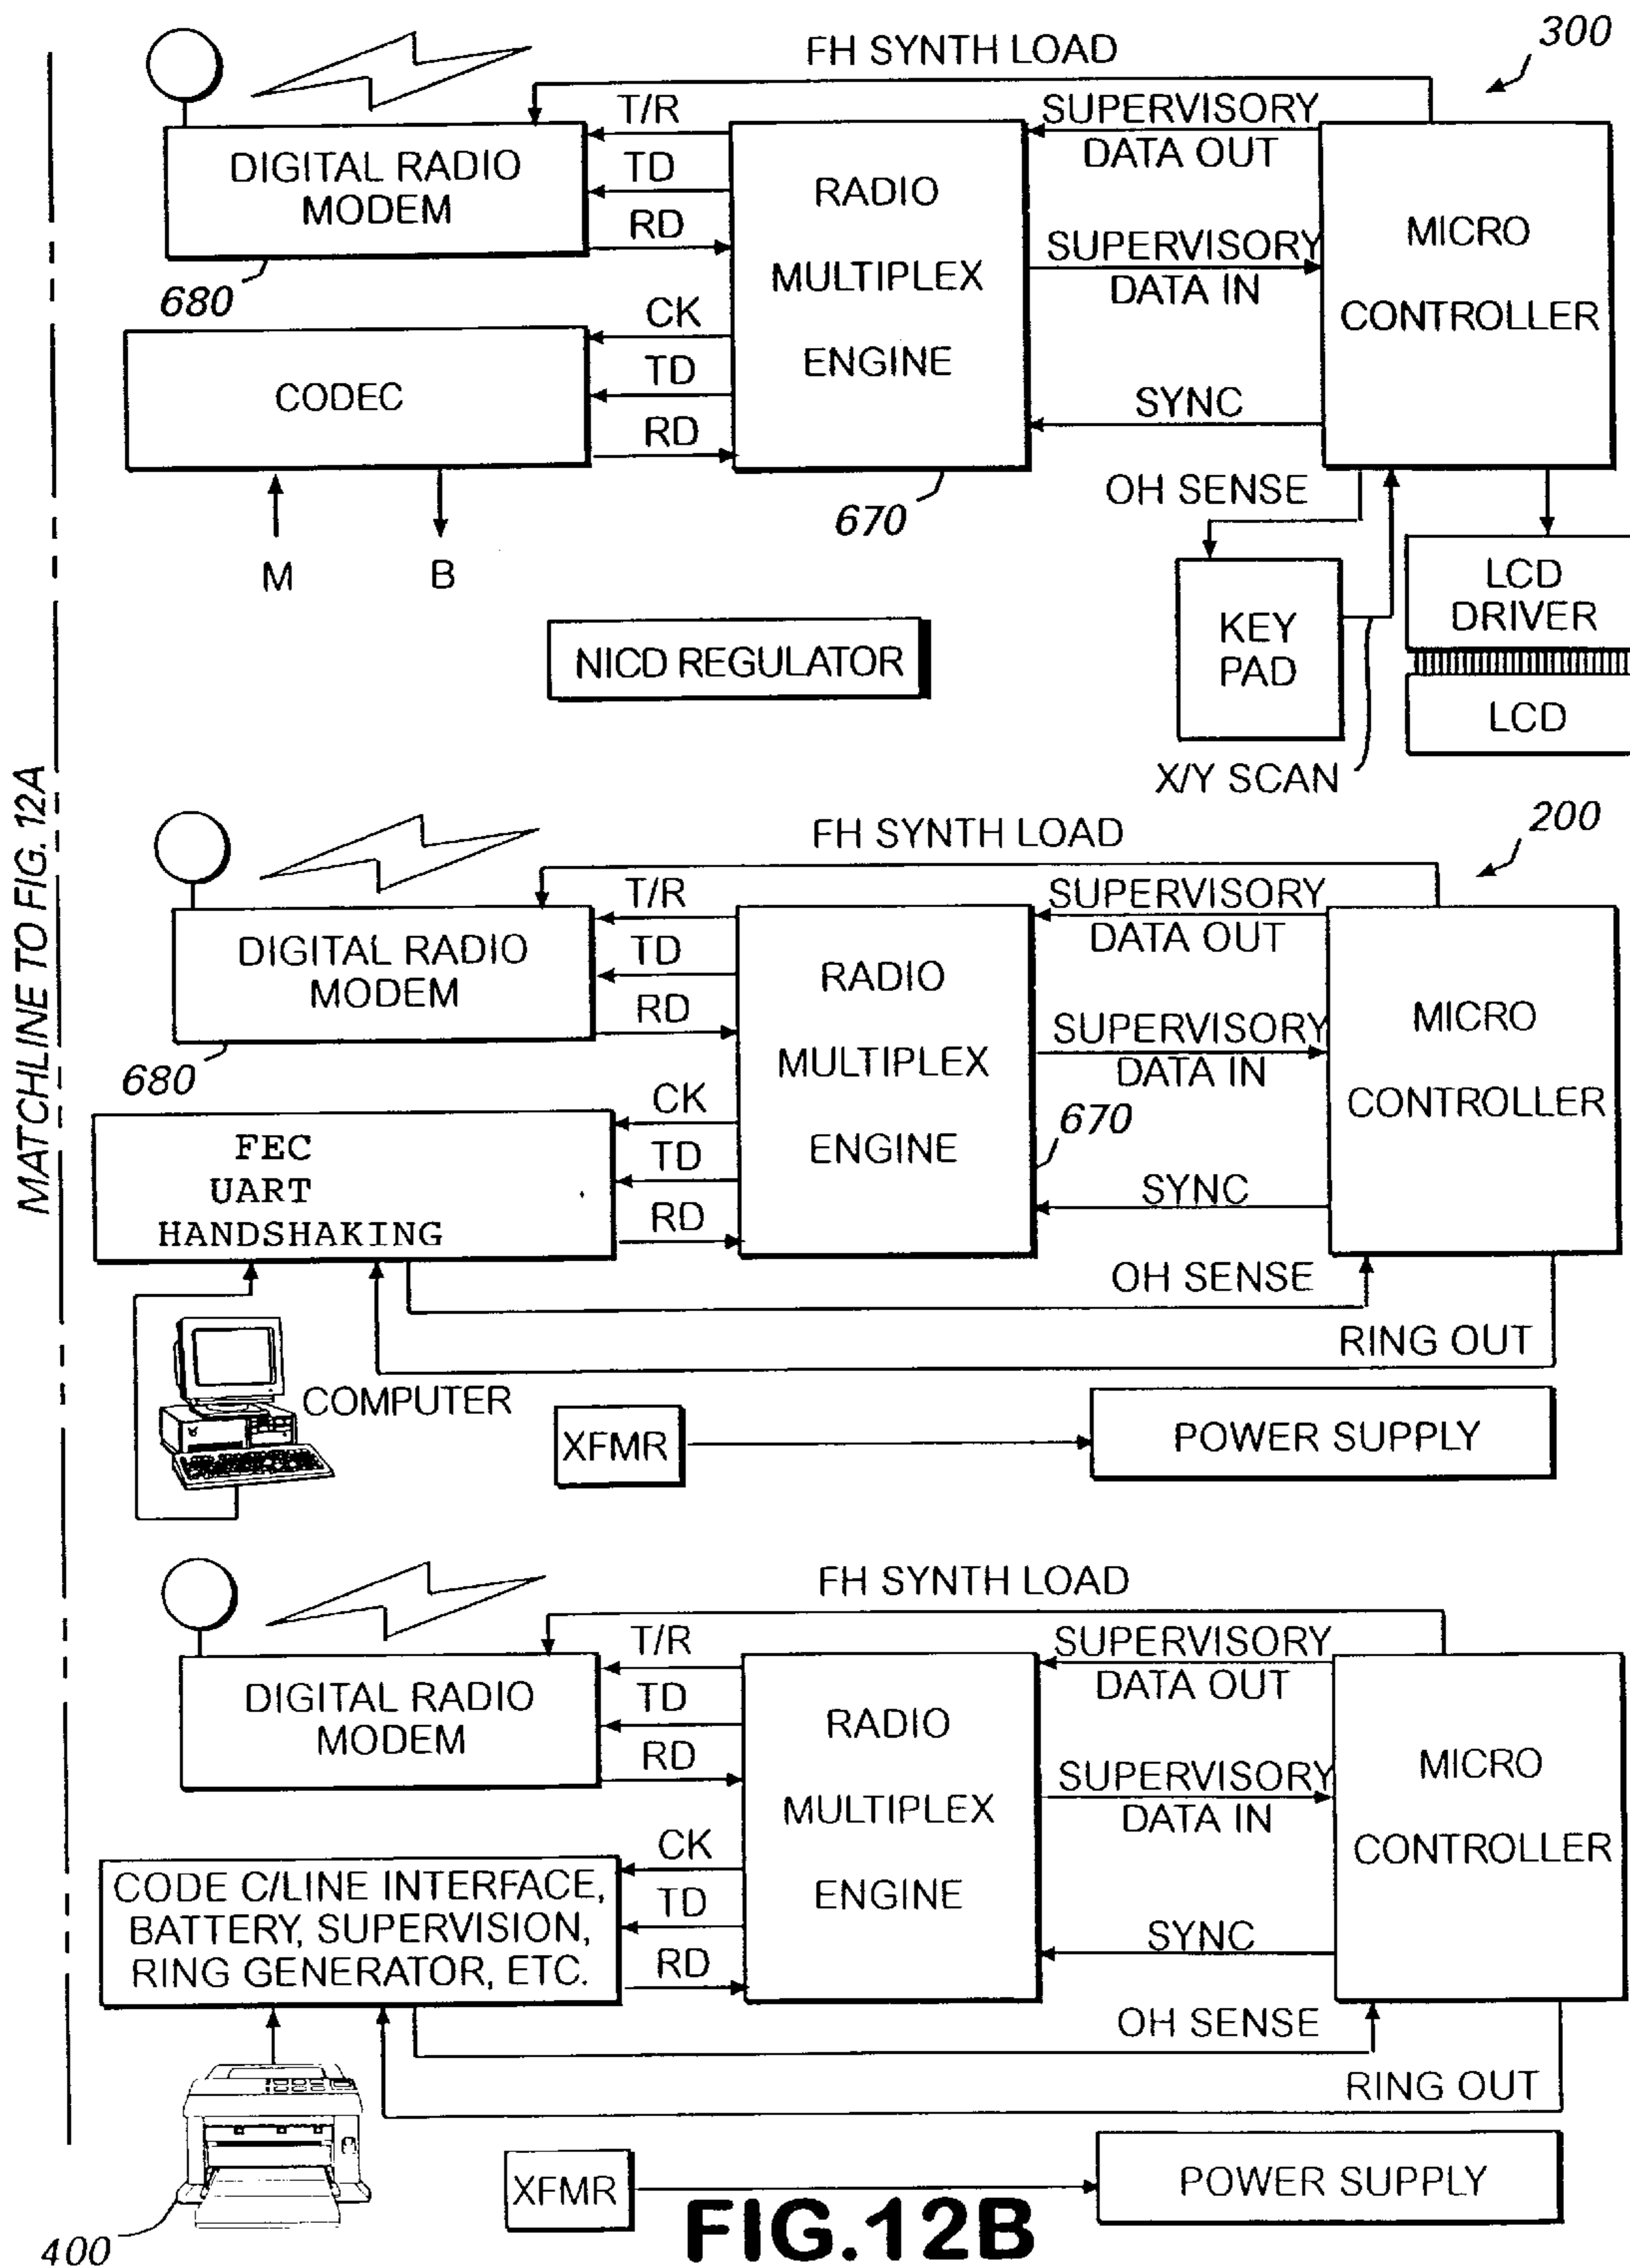 300
FH SYNTH LOAD
T/R
SUPERVISORY
DATA OUT
DIGITAL RADIO
MODEM
TD
RADIO
RD
MICRO
SUPERVISORY
DATA IN
MULTIPLEX
680
CK
CONTROLLER
ENGINE
TD
CODEC
SYNC
RD
OH SENSE
670
M
B
LCD
DRIVER
KEY
PAD
NICD REGULATOR
LCD
X/Y SCAN
MATCHLINE TO FIG. 12A
200
FH SYNTH LOAD
T/R
SUPERVISORY
DATA OUT
DIGITAL RADIO
MODEM
TD
RADIO
RD
MICRO
SUPERVISORY
DATA IN
MULTIPLEX
680
CK
CONTROLLER
670
FEC
UART
HANDSHAKING
ENGINE
TD
SYNC
RD
OH SENSE
RING OUT
COMPUTER
XFMR
POWER SUPPLY
FH SYNTH LOAD
T/R
SUPERVISORY
DATA OUT
DIGITAL RADIO
MODEM
TD
RADIO
RD
MICRO
SUPERVISORY
DATA IN
MULTIPLEX
CK
CONTROLLER
CODE C/LINE INTERFACE,
BATTERY, SUPERVISION,
RING GENERATOR, ETC.
ENGINE
TD
SYNC
RD
OH SENSE
RING OUT
XFMR
POWER SUPPLY
400
FIG.12B